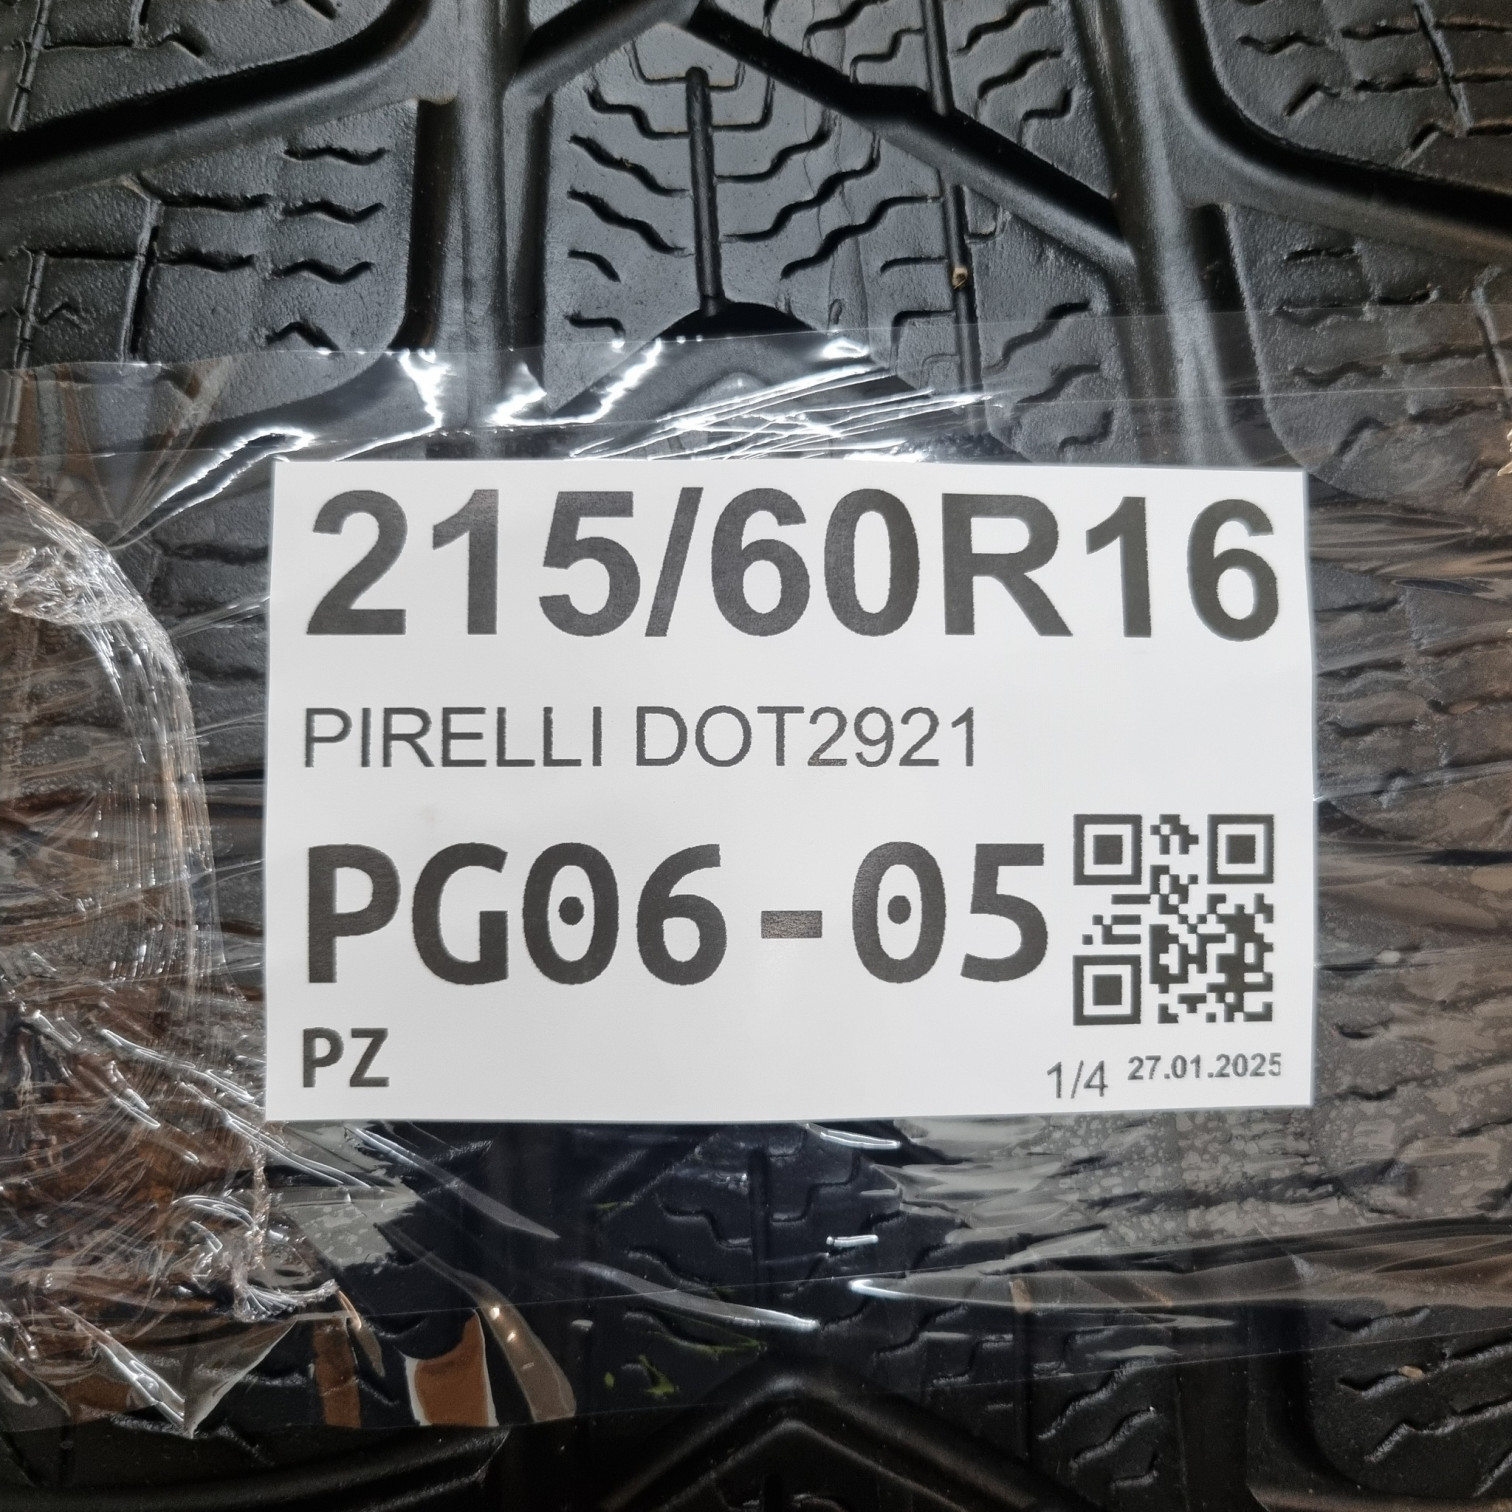 215/60R16
PIRELLI DOT2921
PG06-05
PZ
1/4 27.01.2025